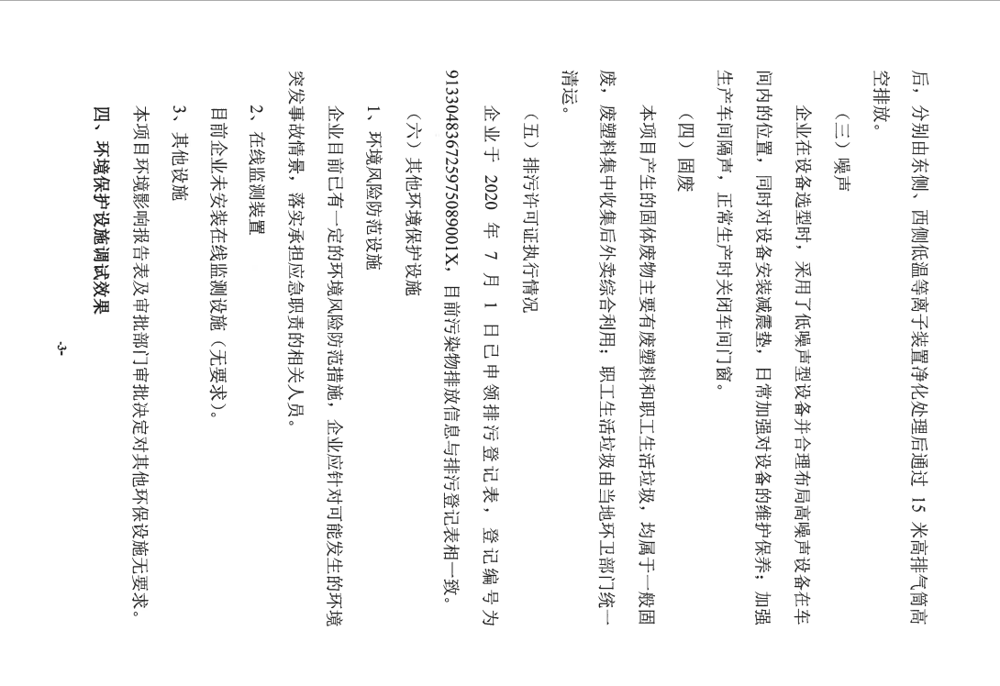 后，分别由东侧、西侧低温等离子装置净化处理后通过 15 米高排气筒高
空排放。
（三）噪声
企业在设备选型时，采用了低噪声型设备并合理布局高噪声设备在车
间内的位置，同时对设备安装减震垫，日常加强对设备的维护保养；加强
生产车间隔声，正常生产时关闭车间门窗。
（四）固废
本项目产生的固体废物主要有废塑料和职工生活垃圾，均属于一般固
废，废塑料集中收集后外卖综合利用；职工生活垃圾由当地环卫部门统一
清运。
（五）排污许可证执行情况
企业于 2020 年 7 月 1 日已申领排污登记表，登记编号为
913304836725975089001X，目前污染物排放信息与排污登记表相一致。
（六）其他环境保护设施
1、环境风险防范设施
企业目前已有一定的环境风险防范措施，企业应针对可能发生的环境
突发事故情景，落实承担应急职责的相关人员。
2、在线监测装置
目前企业未安装在线监测设施（无要求）。
3、其他设施
本项目环境影响报告表及审批部门审批决定对其他环保设施无要求。
四、环境保护设施调试效果
-3-